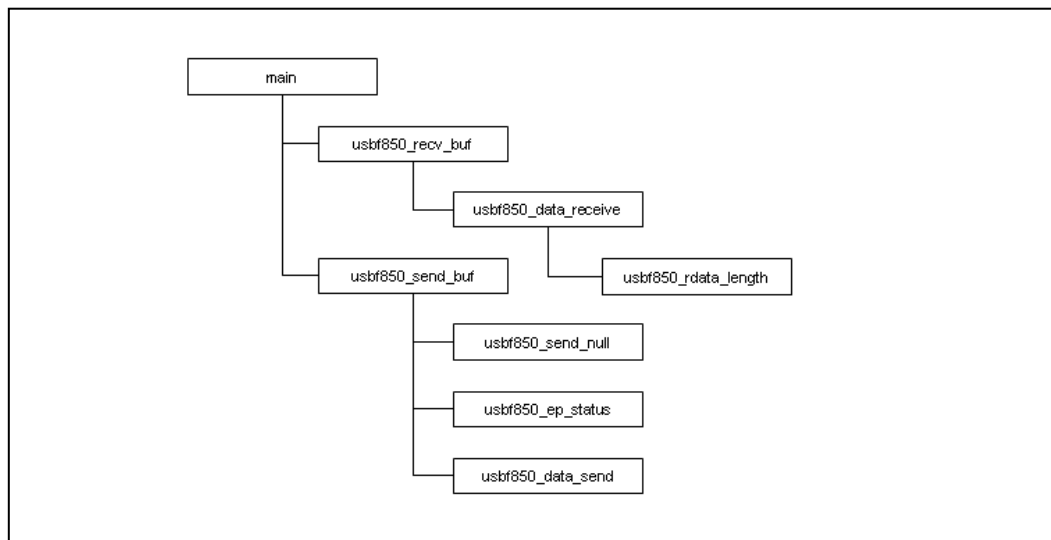 main
usbf850_recv_buf
usbf850_data_receive
usbf850_send_buf
usbf850_rdata_length
usbf850_send_null
usbf850_ep_status
usbf850_data_send